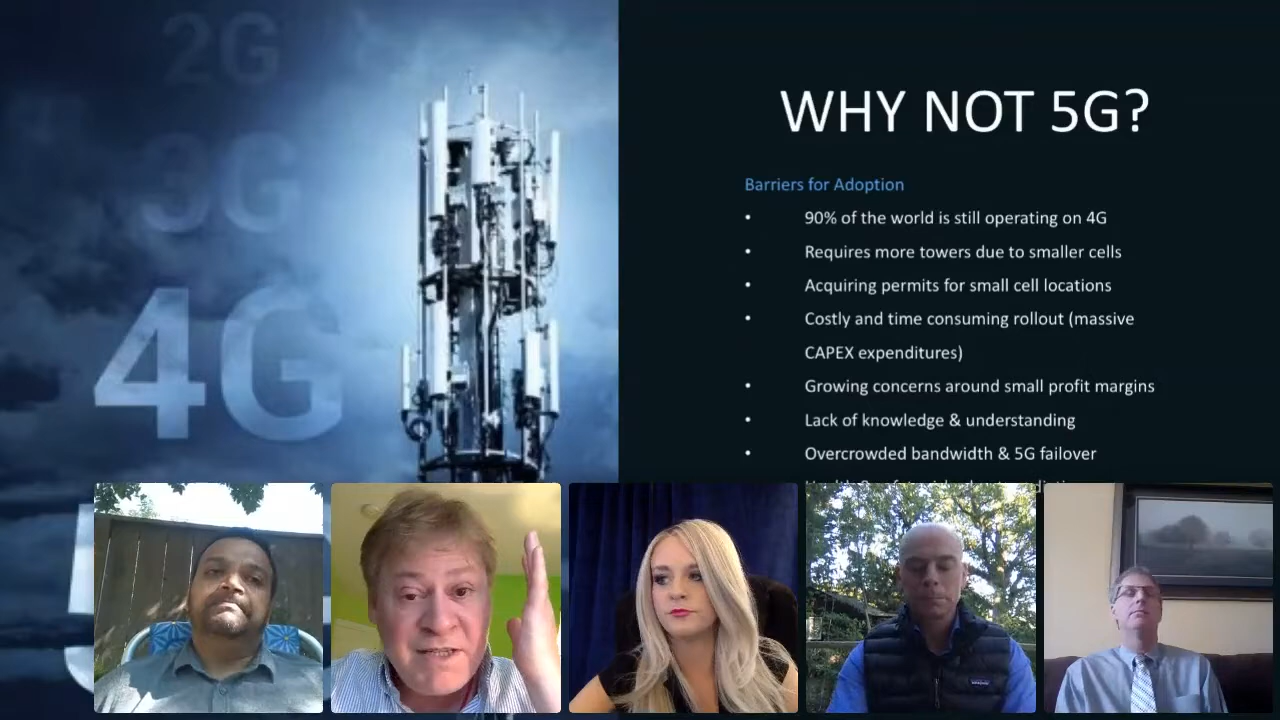 2G
3G
4G
WHY NOT 5G?
Barriers for Adoption
• 90% of the world is still operating on 4G
• Requires more towers due to smaller cells
• Acquiring permits for small cell locations
• Costly and time consuming rollout (massive
CAPEX expenditures)
• Growing concerns around small profit margins
• Lack of knowledge & understanding
• Overcrowded bandwidth & 5G failover